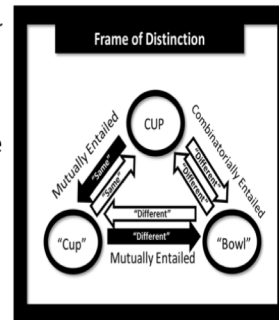 r
e
Frame of Distinction
Mutually Entailed
CUP
Combinatorially Entailed
"Same"
"Same"
"Different"
"Different"
"Different"
"Cup"
"Different"
"Bowl"
Mutually Entailed